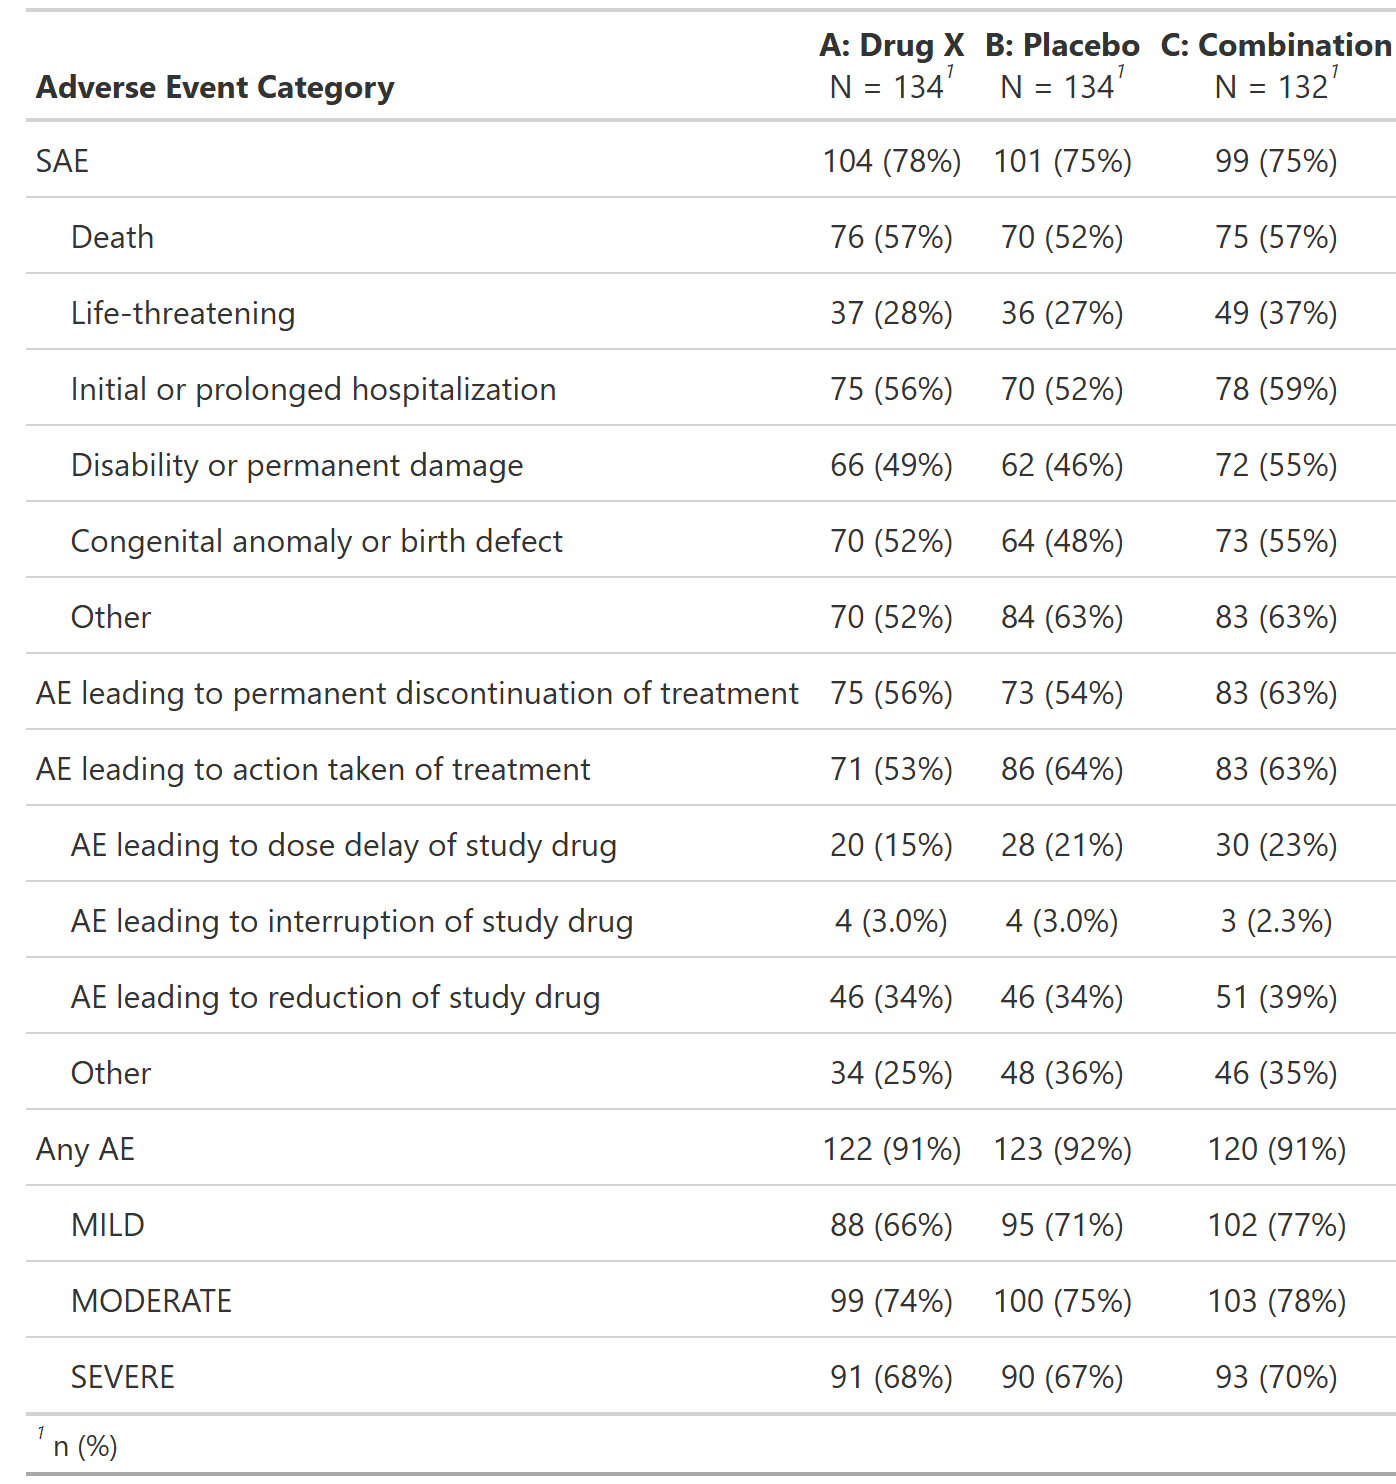 Adverse Event Category A: Drug X N = 134¹ B: Placebo N = 134¹ C: Combination N = 132¹
SAE 104 (78%) 101 (75%) 99 (75%)
Death 76 (57%) 70 (52%) 75 (57%)
Life-threatening 37 (28%) 36 (27%) 49 (37%)
Initial or prolonged hospitalization 75 (56%) 70 (52%) 78 (59%)
Disability or permanent damage 66 (49%) 62 (46%) 72 (55%)
Congenital anomaly or birth defect 70 (52%) 64 (48%) 73 (55%)
Other 70 (52%) 84 (63%) 83 (63%)
AE leading to permanent discontinuation of treatment 75 (56%) 73 (54%) 83 (63%)
AE leading to action taken of treatment 71 (53%) 86 (64%) 83 (63%)
AE leading to dose delay of study drug 20 (15%) 28 (21%) 30 (23%)
AE leading to interruption of study drug 4 (3.0%) 4 (3.0%) 3 (2.3%)
AE leading to reduction of study drug 46 (34%) 46 (34%) 51 (39%)
Other 34 (25%) 48 (36%) 46 (35%)
Any AE 122 (91%) 123 (92%) 120 (91%)
MILD 88 (66%) 95 (71%) 102 (77%)
MODERATE 99 (74%) 100 (75%) 103 (78%)
SEVERE 91 (68%) 90 (67%) 93 (70%)
¹ n (%)